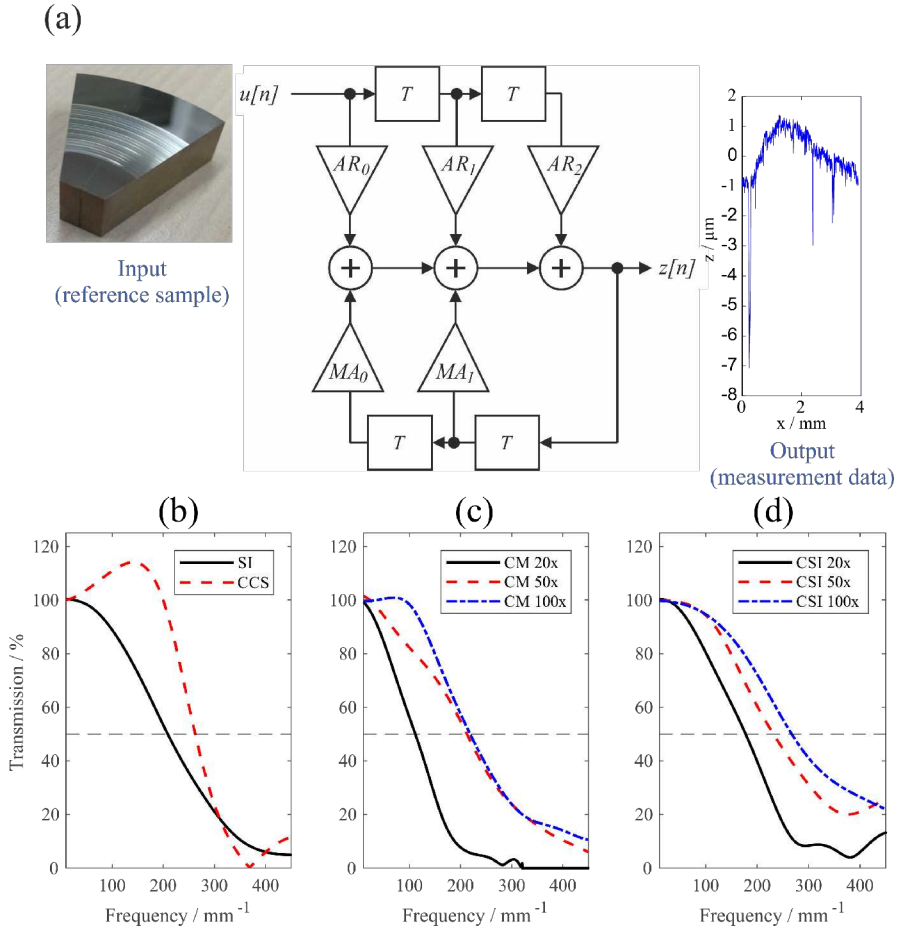 (a)
u[n]
T
T
AR0
AR1
AR2
+
+
+
z[n]
MA0
MA1
T
T
Input
(reference sample)
2
1
0
-1
-2
-3
-4
-5
-6
-7
-8
z / µm
0
2
4
x / mm
Output
(measurement data)
(b)
(c)
(d)
120
100
80
60
40
20
0
Transmission / %
SI
CCS
100
200
300
400
Frequency / mm-1
120
100
80
60
40
20
0
CM 20x
CM 50x
CM 100x
100
200
300
400
Frequency / mm-1
120
100
80
60
40
20
0
CSI 20x
CSI 50x
CSI 100x
100
200
300
400
Frequency / mm-1